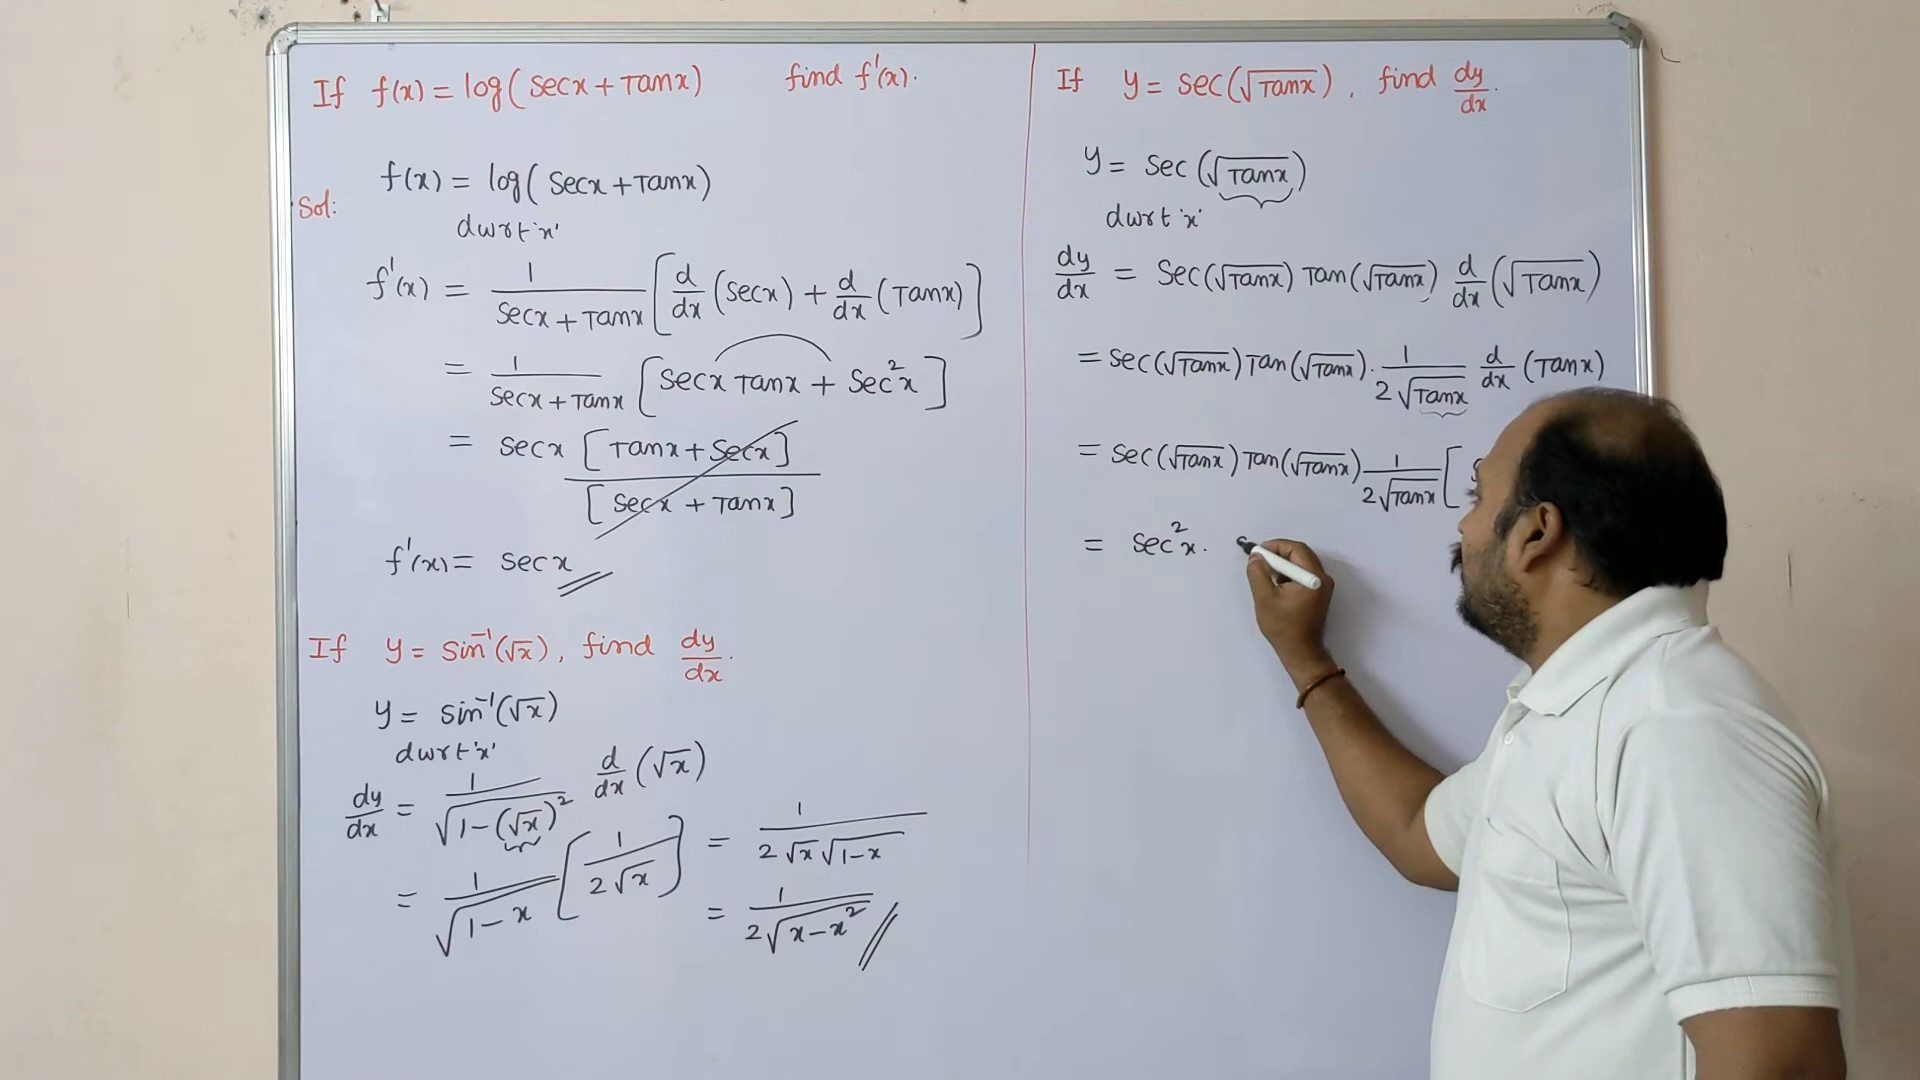 If f(x) = log(secx + Tanx) find f'(x).
Sol: f(x) = log(secx + Tanx)
dwrt 'x'
f'(x) = 1/(secx + Tanx) [d/dx (secx) + d/dx (Tanx)]
= 1/(secx + Tanx) [secx Tanx + sec²x]
= secx [Tanx + secx] / [secx + Tanx]
f'(x) = secx
If y = sin⁻¹(√x), find dy/dx.
y = sin⁻¹(√x)
dwrt 'x'
dy/dx = 1/√(1-(√x)²) d/dx (√x)
= 1/√(1-x) [1/(2√x)] = 1/(2√x√(1-x))
= 1/(2√(x-x²))
If y = sec(√Tanx), find dy/dx.
y = sec(√Tanx)
dwrt 'x'
dy/dx = sec(√Tanx) Tan(√Tanx) d/dx (√Tanx)
= sec(√Tanx) Tan(√Tanx) · 1/(2√Tanx) d/dx (Tanx)
= sec(√Tanx) Tan(√Tanx) 1/(2√Tanx) [
= sec²x ·